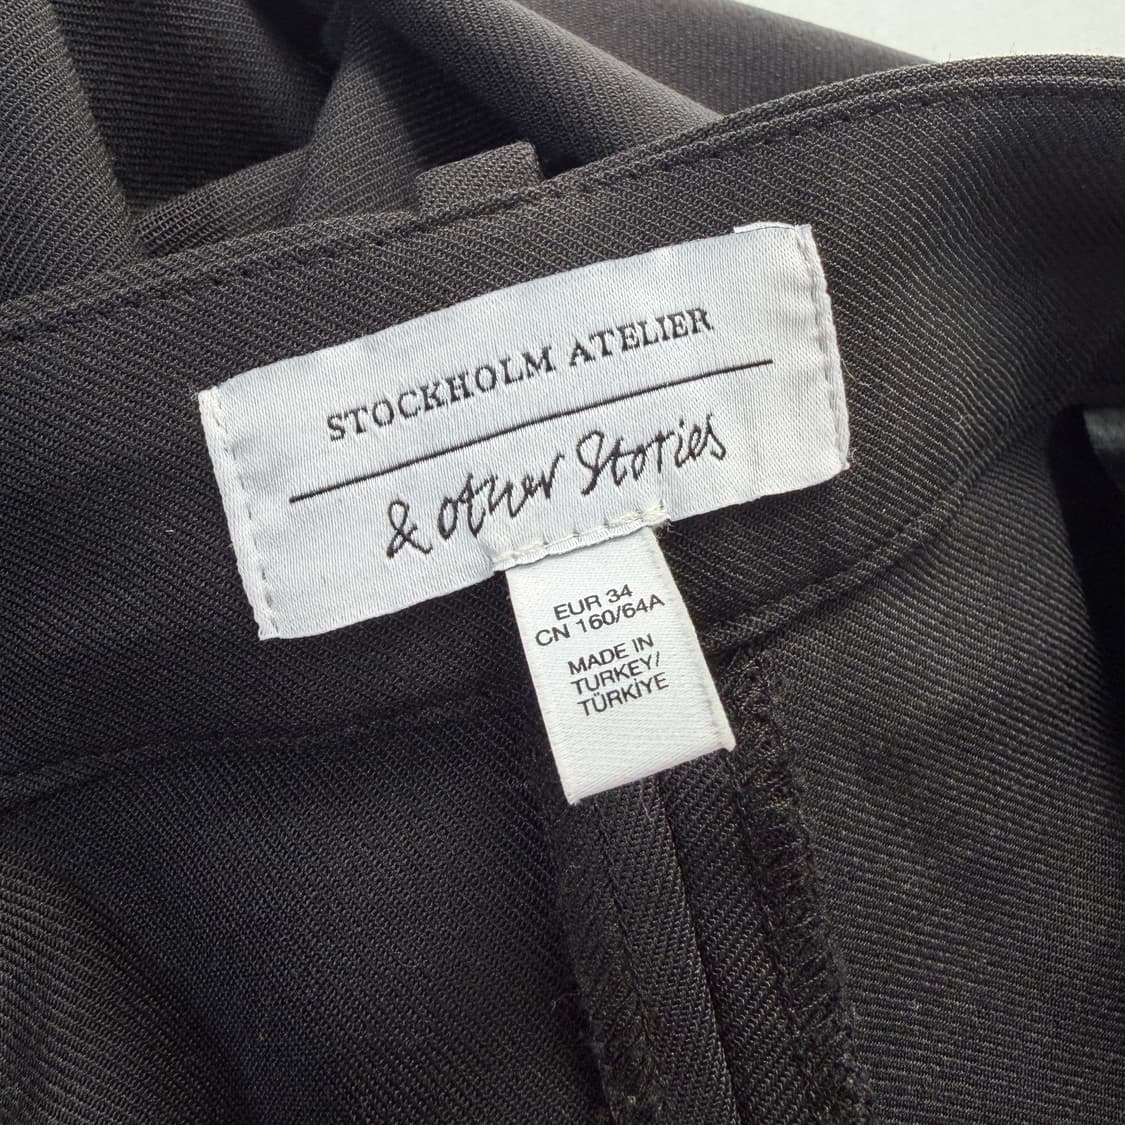 STOCKHOLM ATELIER
& other Stories
EUR 34
CN 160/64A
MADE IN
TURKEY/
TÜRKİYE